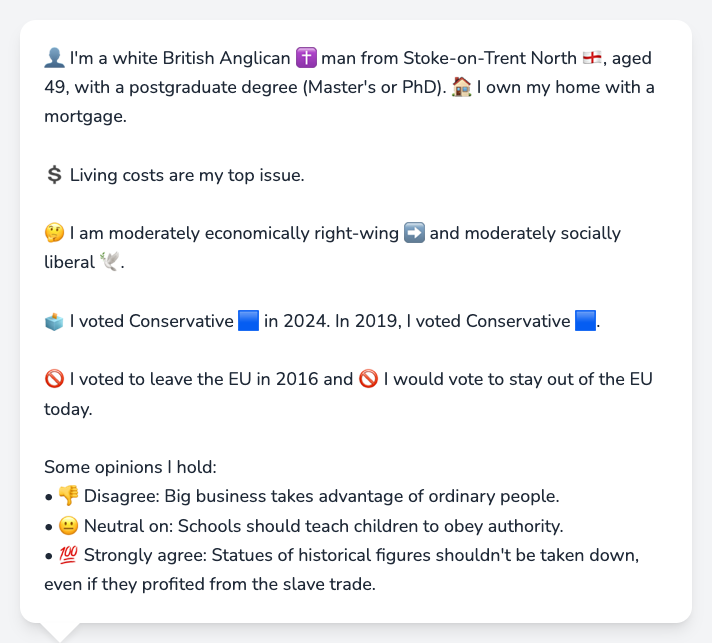 👤 I'm a white British Anglican ✝️ man from Stoke-on-Trent North 🏴󠁧󠁢󠁥󠁮󠁧󠁿, aged
49, with a postgraduate degree (Master's or PhD). 🏠 I own my home with a
mortgage.
💲 Living costs are my top issue.
🤔 I am moderately economically right-wing ➡️ and moderately socially
liberal 🕊️.
🗳️ I voted Conservative 🟦 in 2024. In 2019, I voted Conservative 🟦.
🚫 I voted to leave the EU in 2016 and 🚫 I would vote to stay out of the EU
today.
Some opinions I hold:
• 👎 Disagree: Big business takes advantage of ordinary people.
• 😐 Neutral on: Schools should teach children to obey authority.
• 💯 Strongly agree: Statues of historical figures shouldn't be taken down,
even if they profited from the slave trade.